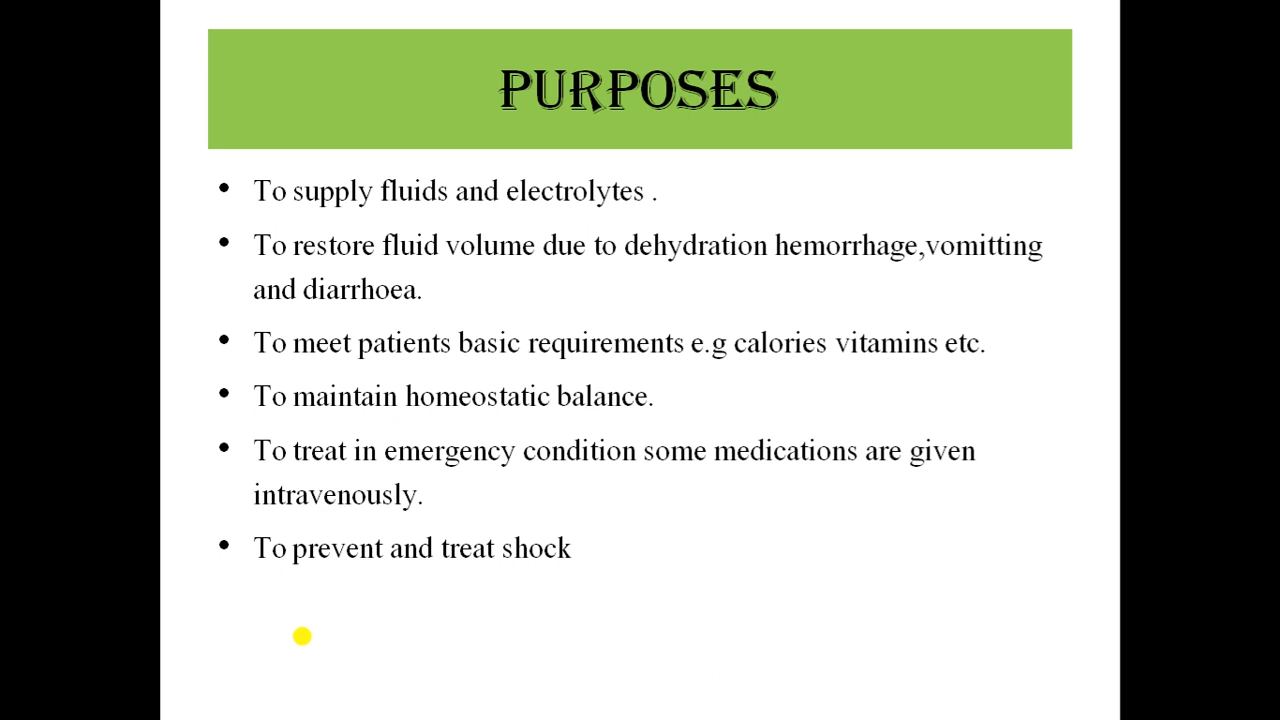 PURPOSES
• To supply fluids and electrolytes .
• To restore fluid volume due to dehydration hemorrhage,vomitting
and diarrhoea.
• To meet patients basic requirements e.g calories vitamins etc.
• To maintain homeostatic balance.
• To treat in emergency condition some medications are given
intravenously.
• To prevent and treat shock